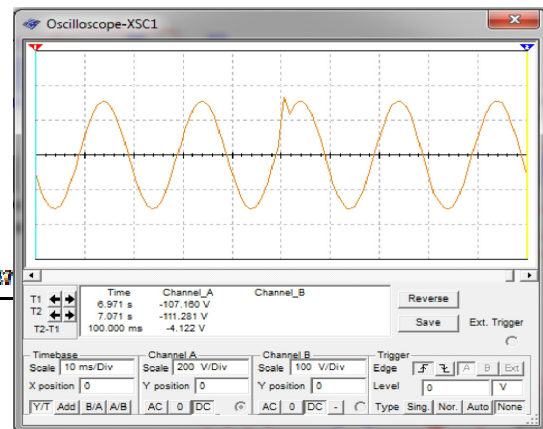 Oscilloscope-XSC1
1 2
Time Channel_A Channel_B
T1 6.971 s -107.160 V
T2 7.071 s -111.281 V
T2-T1 100.000 ms -4.122 V
Reverse
Save
Ext. Trigger
Timebase Channel A Channel B Trigger
Scale 10 ms/Div Scale 200 V/Div Scale 100 V/Div Edge A B Ext
X position 0 Y position 0 Y position 0 Level 0 V
Y/T Add B/A A/B AC 0 DC AC 0 DC - Type Sing. Nor. Auto None